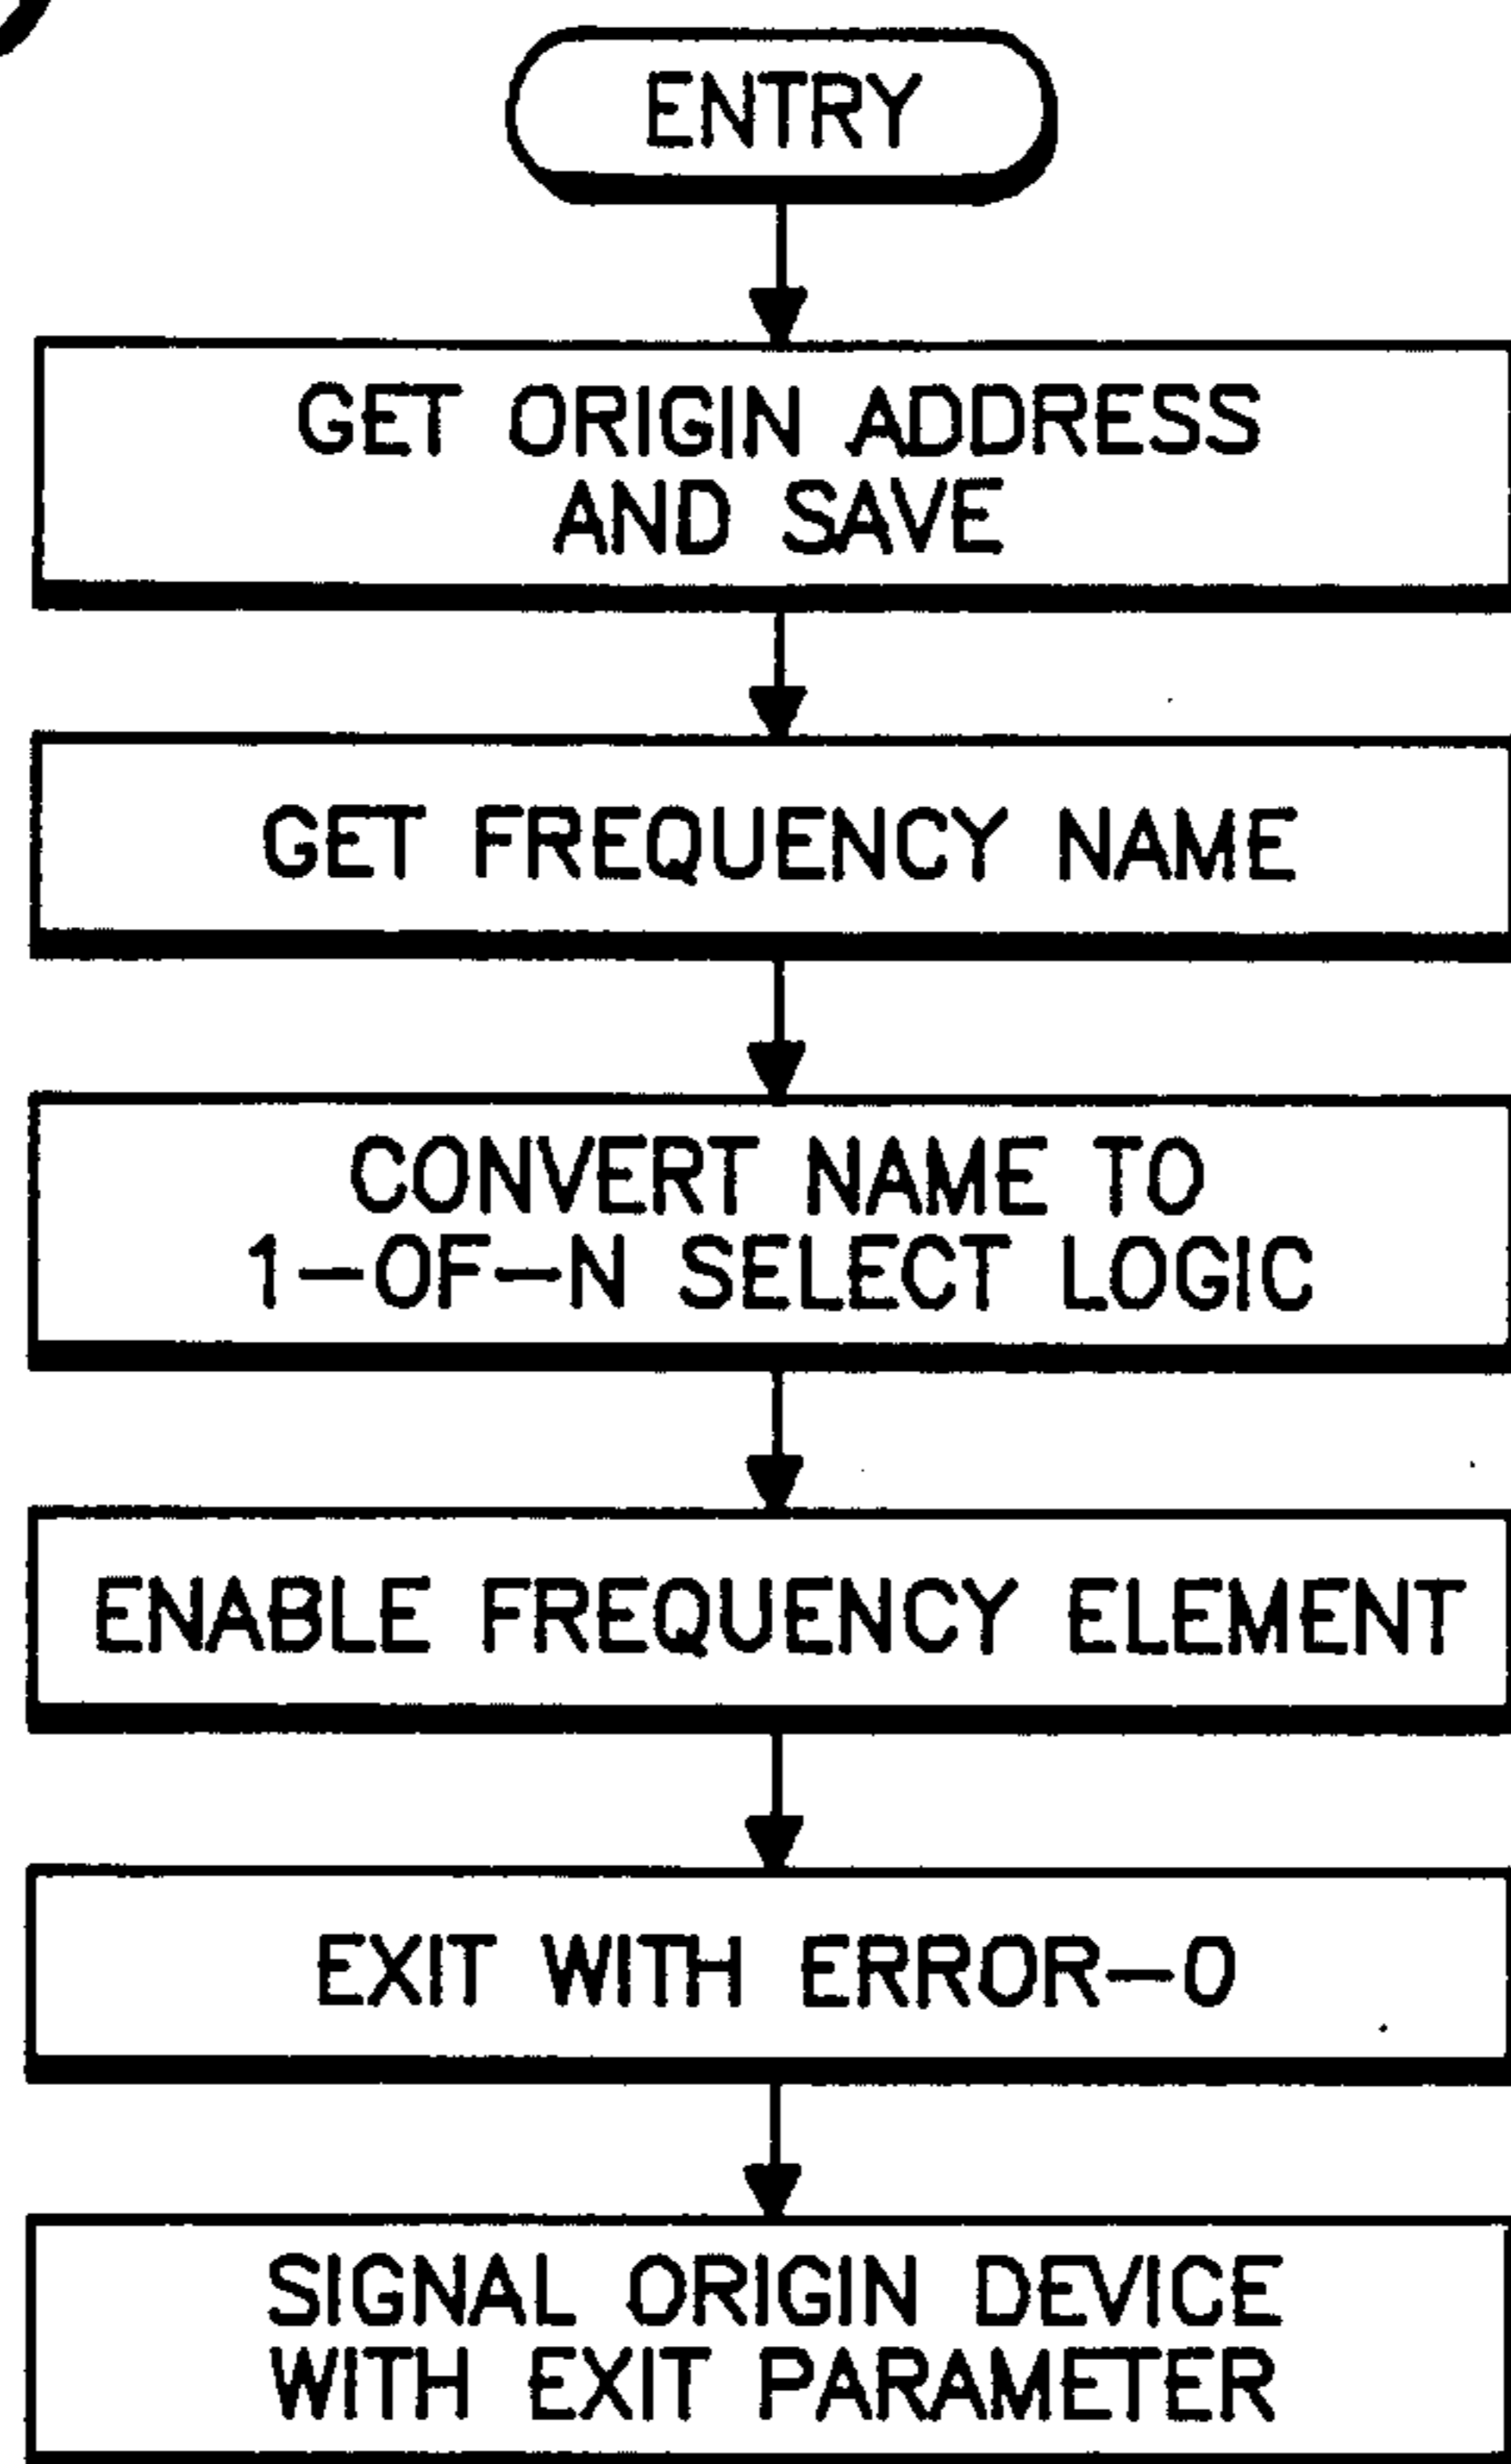 ENTRY
GET ORIGIN ADDRESS
AND SAVE
GET FREQUENCY NAME
CONVERT NAME TO
1-OF-N SELECT LOGIC
ENABLE FREQUENCY ELEMENT
EXIT WITH ERROR-0
SIGNAL ORIGIN DEVICE
WITH EXIT PARAMETER